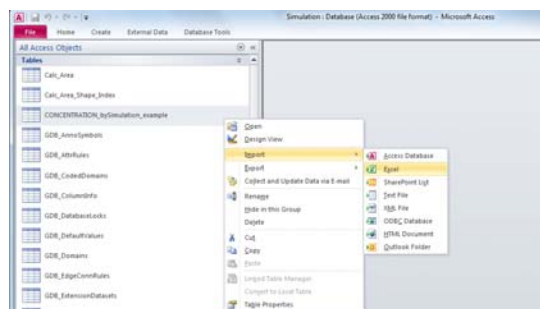 Simulation : Database (Access 2000 file format) - Microsoft Access
File Home Create External Data Database Tools
All Access Objects
Tables
Calc_Area
Calc_Area_Shape_Index
CONCENTRATION_bySimulation_example
GDB_AnnoSymbols
GDB_AttrRules
GDB_CodedDomains
GDB_ColumnInfo
GDB_DatabaseLocks
GDB_DefaultValues
GDB_Domains
GDB_EdgeConnRules
GDB_ExtensionDatasets
Open
Design View
Import
Export
Collect and Update Data via E-mail
Rename
Hide in this Group
Delete
Cut
Copy
Paste
Linked Table Manager
Convert to Local Table
Table Properties
Access Database
Excel
SharePoint List
Text File
XML File
ODBC Database
HTML Document
Outlook Folder